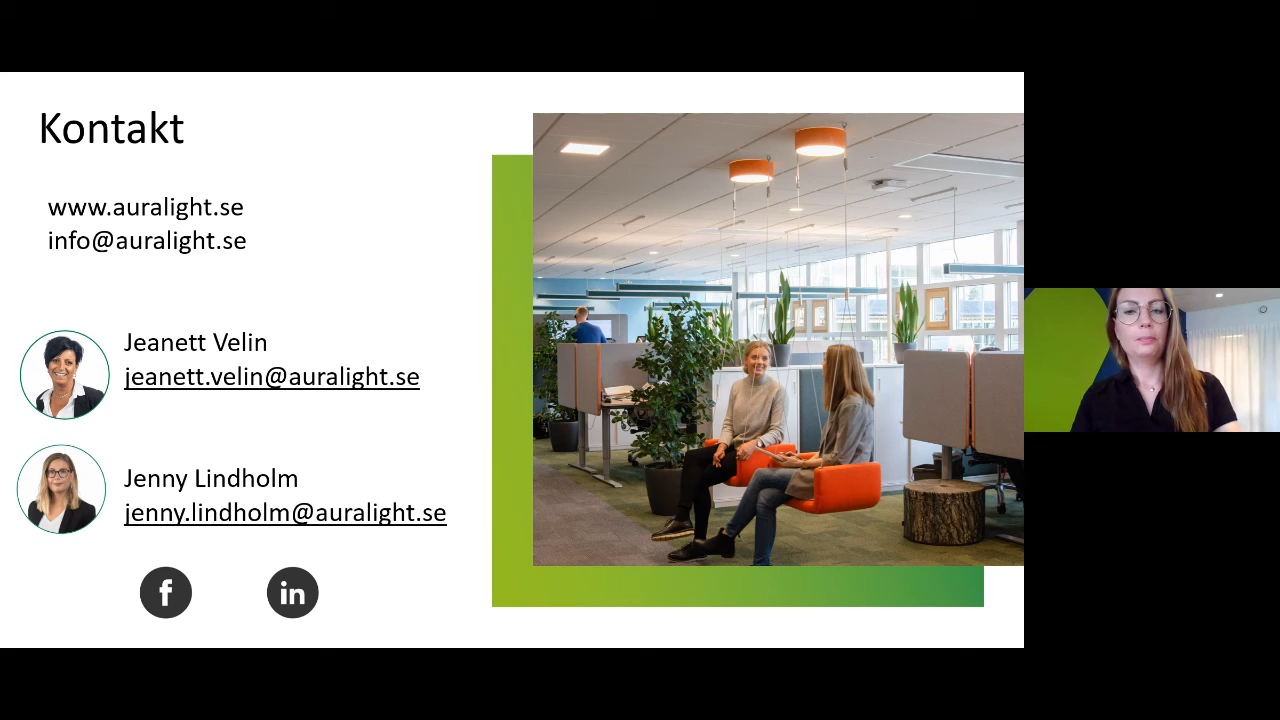 Kontakt
www.auralight.se
info@auralight.se
Jeanett Velin
jeanett.velin@auralight.se
Jenny Lindholm
jenny.lindholm@auralight.se
f
in